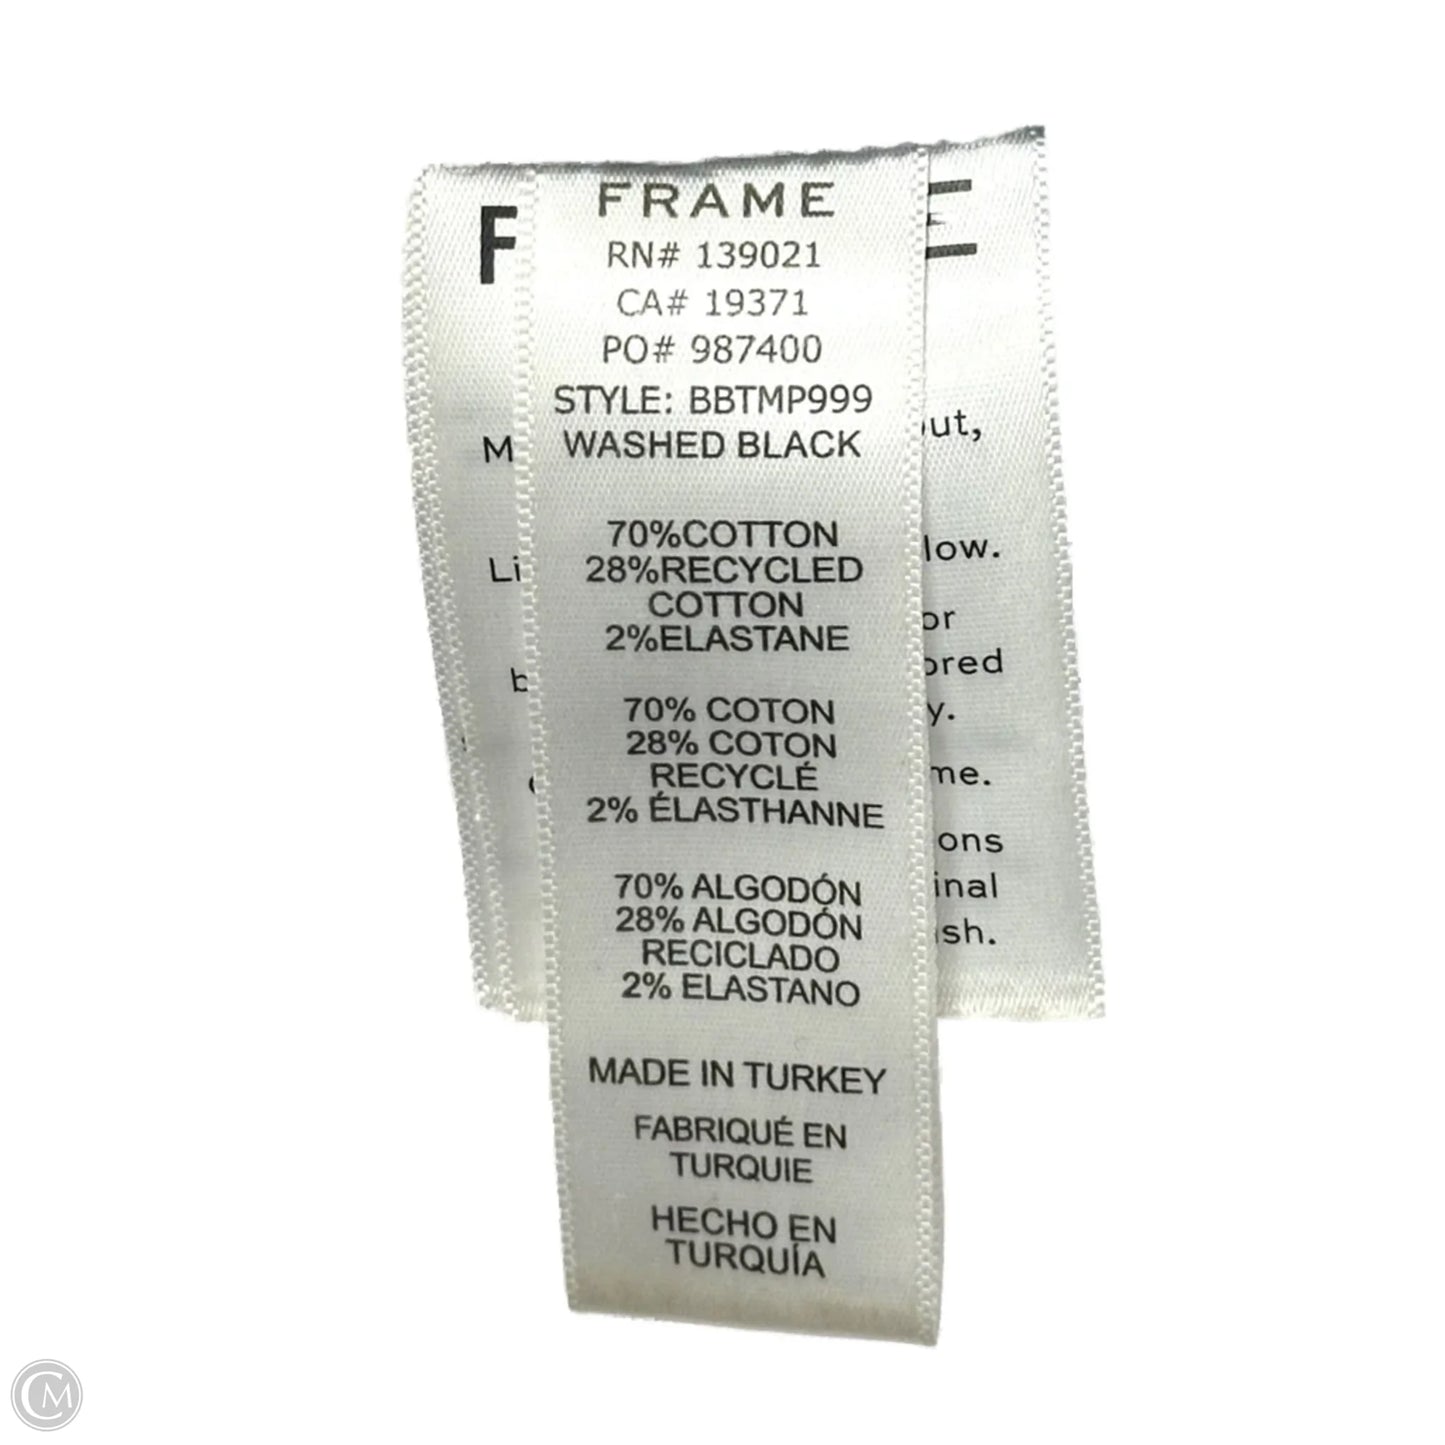 FRAME
RN# 139021
CA# 19371
PO# 987400
STYLE: BBTMP999
WASHED BLACK
70%COTTON
28%RECYCLED
COTTON
2%ELASTANE
70% COTON
28% COTON
RECYCLÉ
2% ÉLASTHANNE
70% ALGODÓN
28% ALGODÓN
RECICLADO
2% ELASTANO
MADE IN TURKEY
FABRIQUÉ EN
TURQUIE
HECHO EN
TURQUÍA
CM